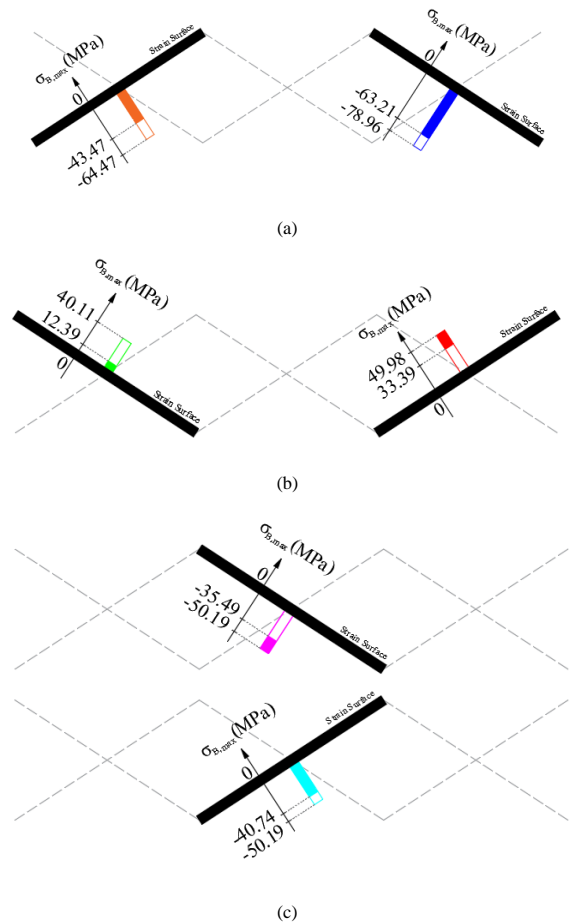 σB,max (MPa)
0
Strain Surface
-43.47
-64.47
σB,max (MPa)
0
Strain Surface
-63.21
-78.96
(a)
σB,max (MPa)
40.11
12.39
0
Strain Surface
σB,max (MPa)
49.98
33.39
0
Strain Surface
(b)
σB,max (MPa)
0
-35.49
-50.19
Strain Surface
σB,max (MPa)
0
Strain Surface
-40.74
-50.19
(c)